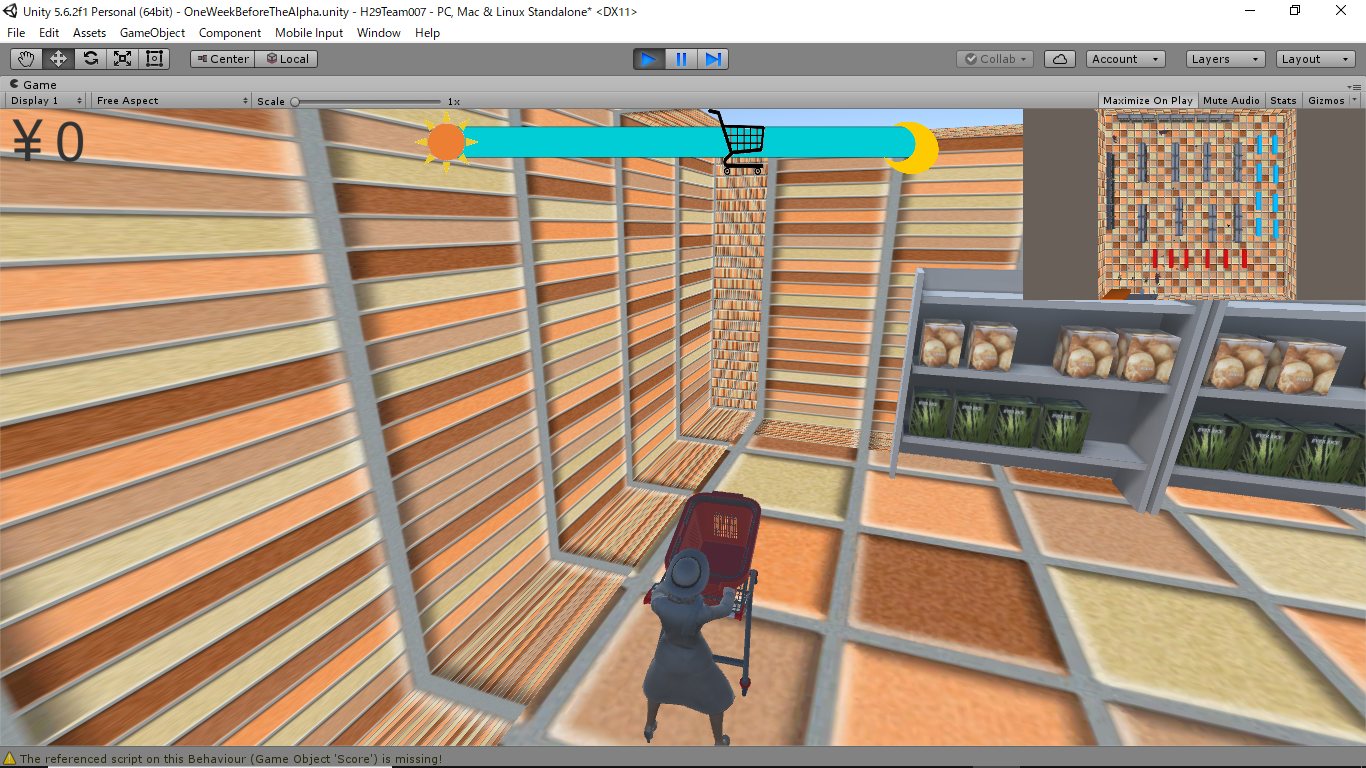 Unity 5.6.2f1 Personal (64bit) - OneWeekBeforeTheAlpha.unity - H29Team007 - PC, Mac & Linux Standalone* <DX11>
File Edit Assets GameObject Component Mobile Input Window Help
Center Local Collab Account Layers Layout
Game
Display 1 Free Aspect Scale 1x Maximize On Play Mute Audio Stats Gizmos
¥0
The referenced script on this Behaviour (Game Object 'Score') is missing!